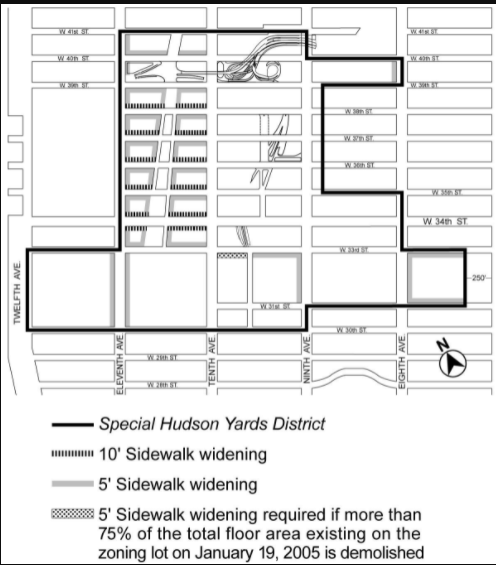 W. 41st ST.
W. 41st ST.
W. 40th ST.
W. 40th ST.
W. 39th ST.
W. 39th ST.
W. 38th ST.
W. 37th ST.
W. 36th ST.
W. 35th ST.
W. 34th ST.
W. 33rd ST.
TWELFTH AVE.
250'
W. 31st ST.
W. 30th ST.
ELEVENTH AVE.
TENTH AVE.
NINTH AVE.
EIGHTH AVE.
N
W. 29th ST.
W. 28th ST.
Special Hudson Yards District
10' Sidewalk widening
5' Sidewalk widening
5' Sidewalk widening required if more than
75% of the total floor area existing on the
zoning lot on January 19, 2005 is demolished